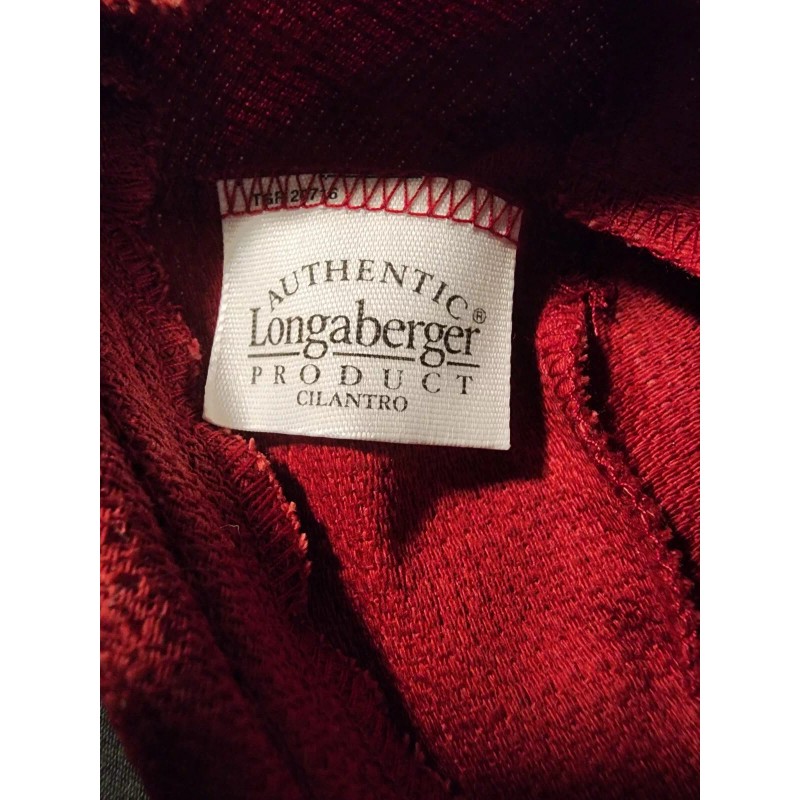 AUTHENTIC
Longaberger®
PRODUCT
CILANTRO